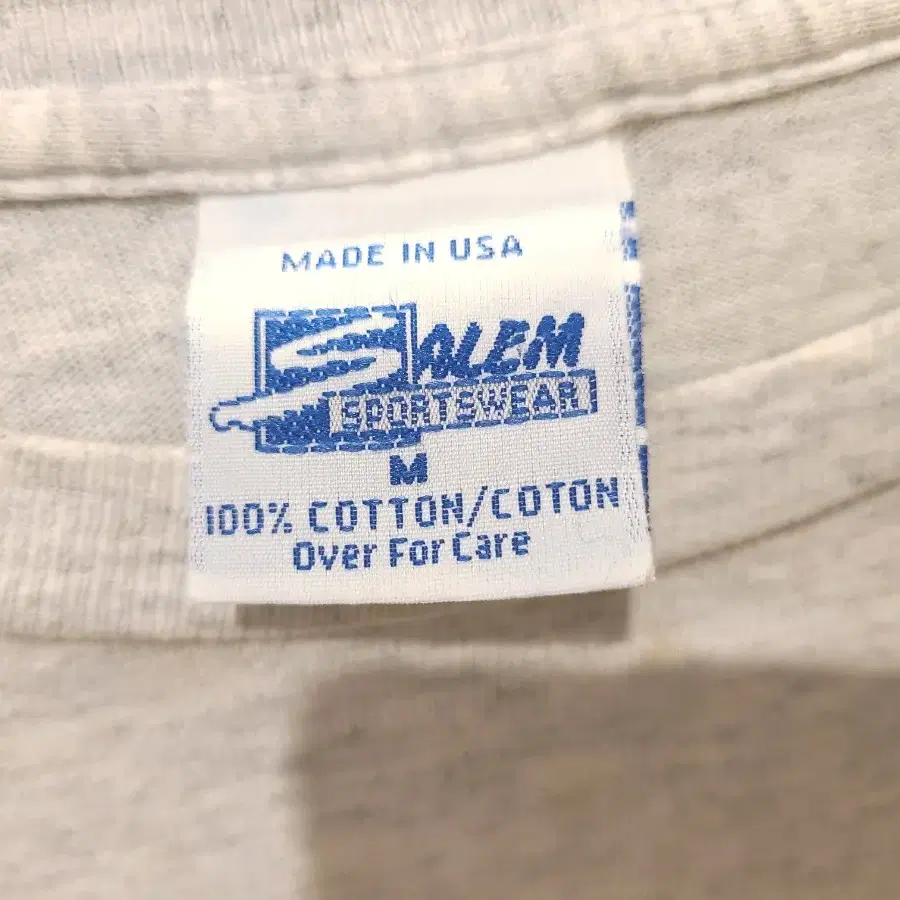 MADE IN USA
SALEM
SPORTSWEAR
M
100% COTTON/COTON
Over For Care